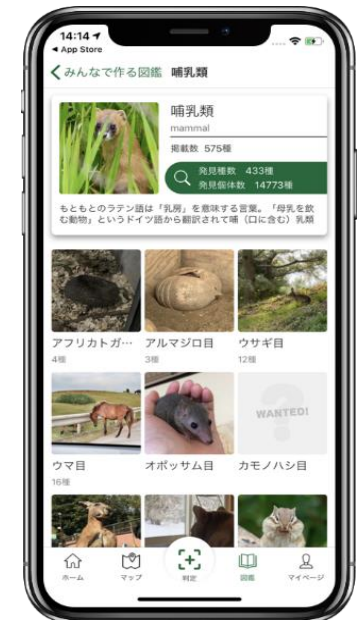 14:14
App Store
みんなで作る図鑑 哺乳類
哺乳類
mammal
掲載数 575種
発見種数 433種
発見個体数 14773種
もともとのラテン語は「乳房」を意味する言葉。「母乳を飲
む動物」というドイツ語から翻訳されて哺（口に含む）乳類
アフリカトガ… アルマジロ目 ウサギ目
4種 3種 12種
WANTED!
ウマ目 オポッサム目 カモノハシ目
16種
ホーム マップ 判定 図鑑 マイページ